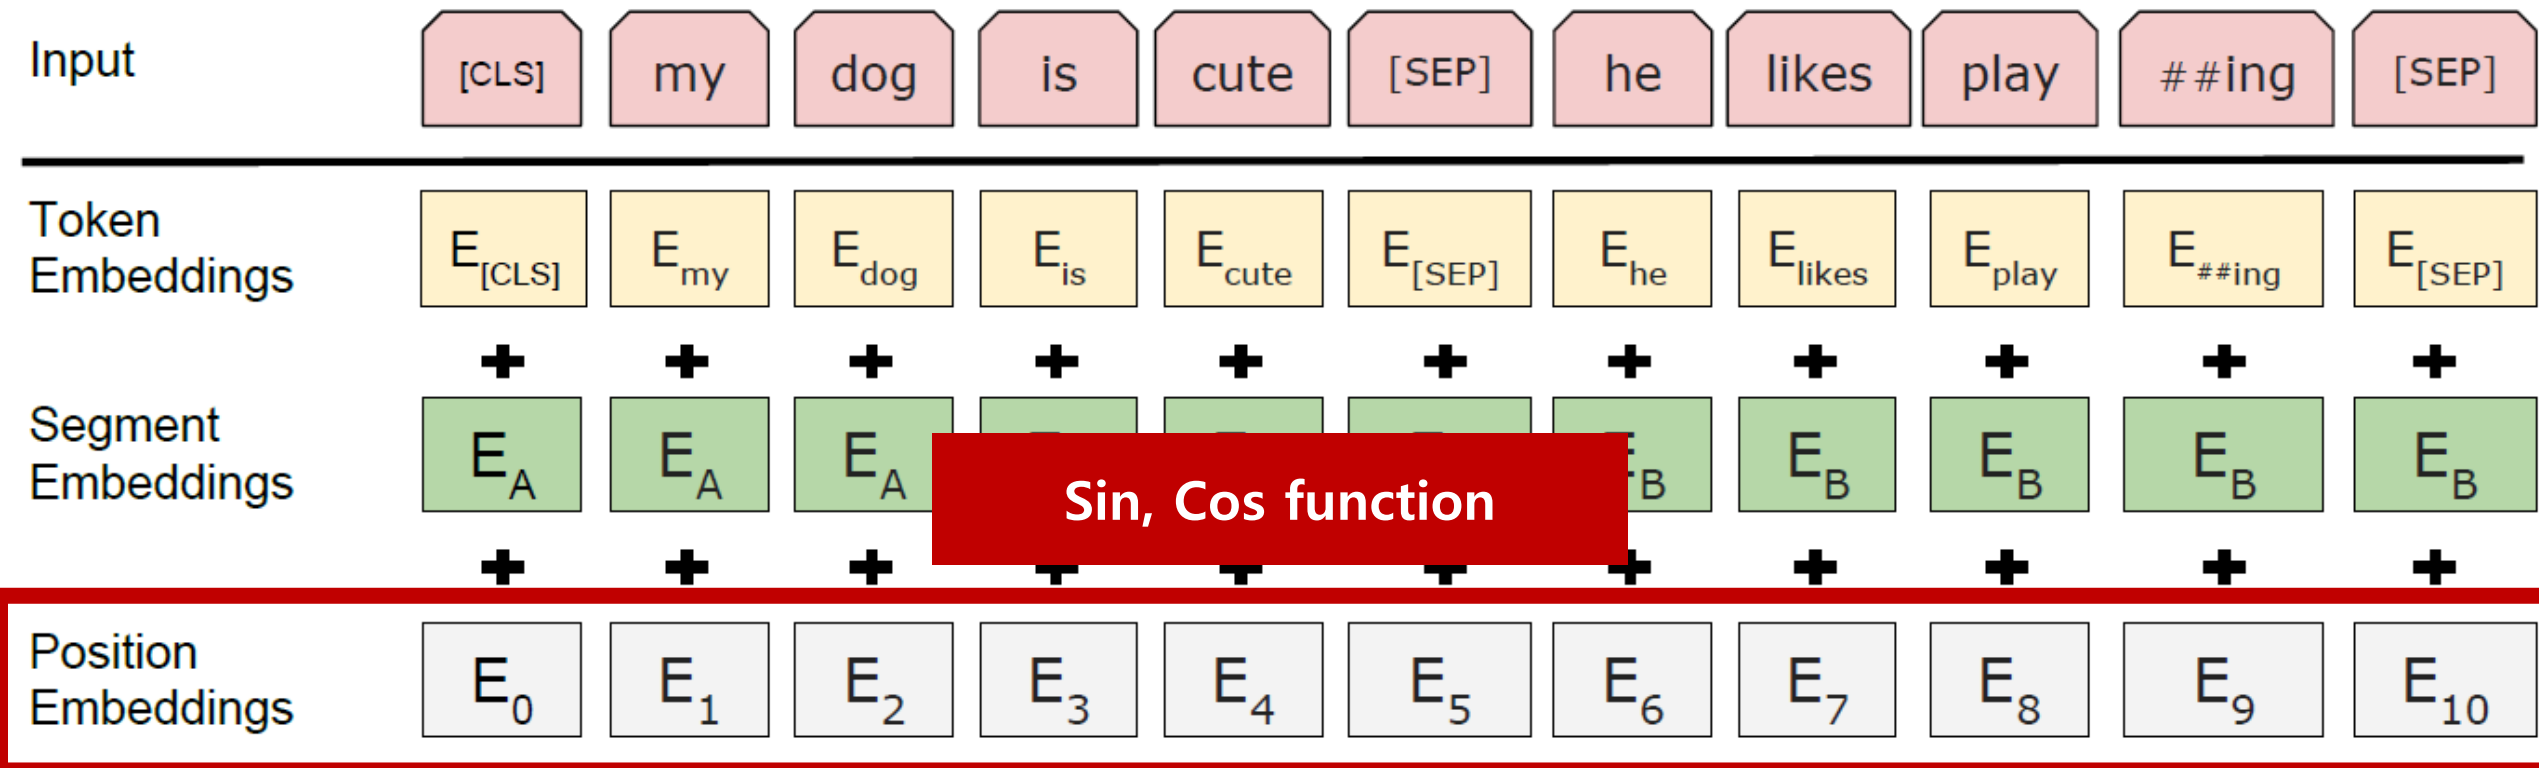 Input [CLS] my dog is cute [SEP] he likes play ##ing [SEP]
Token
Embeddings
E[CLS] Emy Edog Eis Ecute E[SEP] Ehe Elikes Eplay E##ing E[SEP]
+ + + + + + + + + + +
Segment
Embeddings
EA EA EA EB EB EB EB EB
Sin, Cos function
+ + + + + + + + + + +
Position
Embeddings
E0 E1 E2 E3 E4 E5 E6 E7 E8 E9 E10